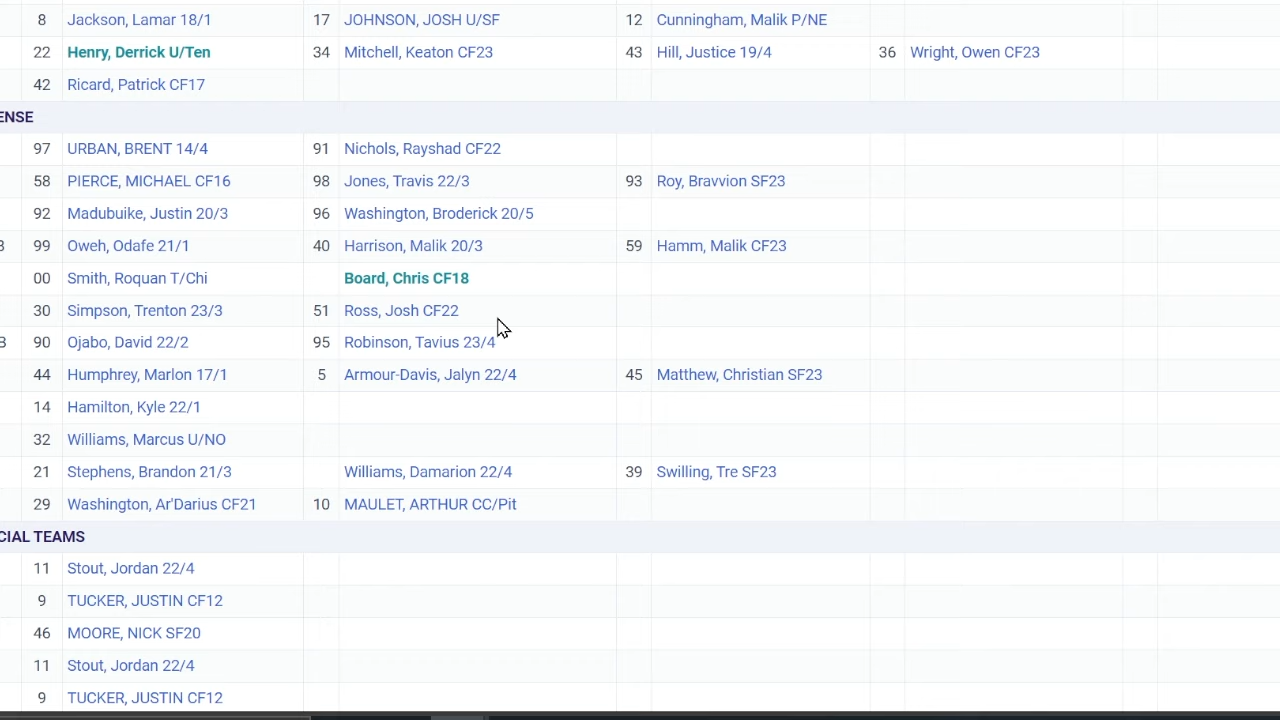 8 Jackson, Lamar 18/1 17 JOHNSON, JOSH U/SF 12 Cunningham, Malik P/NE
22 Henry, Derrick U/Ten 34 Mitchell, Keaton CF23 43 Hill, Justice 19/4 36 Wright, Owen CF23
42 Ricard, Patrick CF17
ENSE
97 URBAN, BRENT 14/4 91 Nichols, Rayshad CF22
58 PIERCE, MICHAEL CF16 98 Jones, Travis 22/3 93 Roy, Bravvion SF23
92 Madubuike, Justin 20/3 96 Washington, Broderick 20/5
B 99 Oweh, Odafe 21/1 40 Harrison, Malik 20/3 59 Hamm, Malik CF23
00 Smith, Roquan T/Chi Board, Chris CF18
30 Simpson, Trenton 23/3 51 Ross, Josh CF22
B 90 Ojabo, David 22/2 95 Robinson, Tavius 23/4
44 Humphrey, Marlon 17/1 5 Armour-Davis, Jalyn 22/4 45 Matthew, Christian SF23
14 Hamilton, Kyle 22/1
32 Williams, Marcus U/NO
21 Stephens, Brandon 21/3 Williams, Damarion 22/4 39 Swilling, Tre SF23
29 Washington, Ar'Darius CF21 10 MAULET, ARTHUR CC/Pit
CIAL TEAMS
11 Stout, Jordan 22/4
9 TUCKER, JUSTIN CF12
46 MOORE, NICK SF20
11 Stout, Jordan 22/4
9 TUCKER, JUSTIN CF12